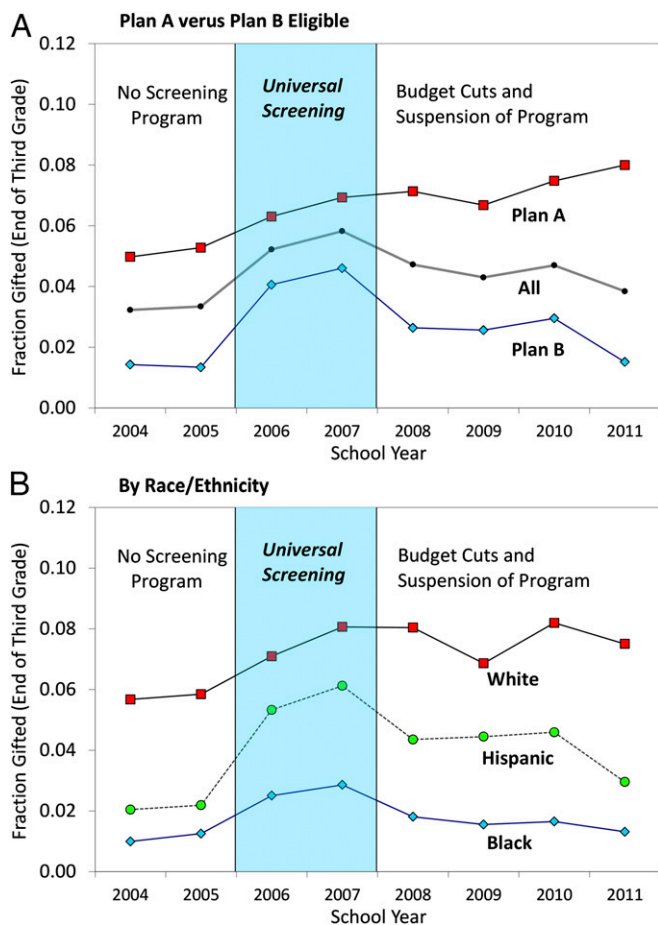 A
Plan A versus Plan B Eligible
Fraction Gifted (End of Third Grade)
0.12
0.10
0.08
0.06
0.04
0.02
0.00
No Screening
Program
Universal
Screening
Budget Cuts and
Suspension of Program
Plan A
All
Plan B
2004 2005 2006 2007 2008 2009 2010 2011
School Year
B
By Race/Ethnicity
Fraction Gifted (End of Third Grade)
0.12
0.10
0.08
0.06
0.04
0.02
0.00
No Screening
Program
Universal
Screening
Budget Cuts and
Suspension of Program
White
Hispanic
Black
2004 2005 2006 2007 2008 2009 2010 2011
School Year